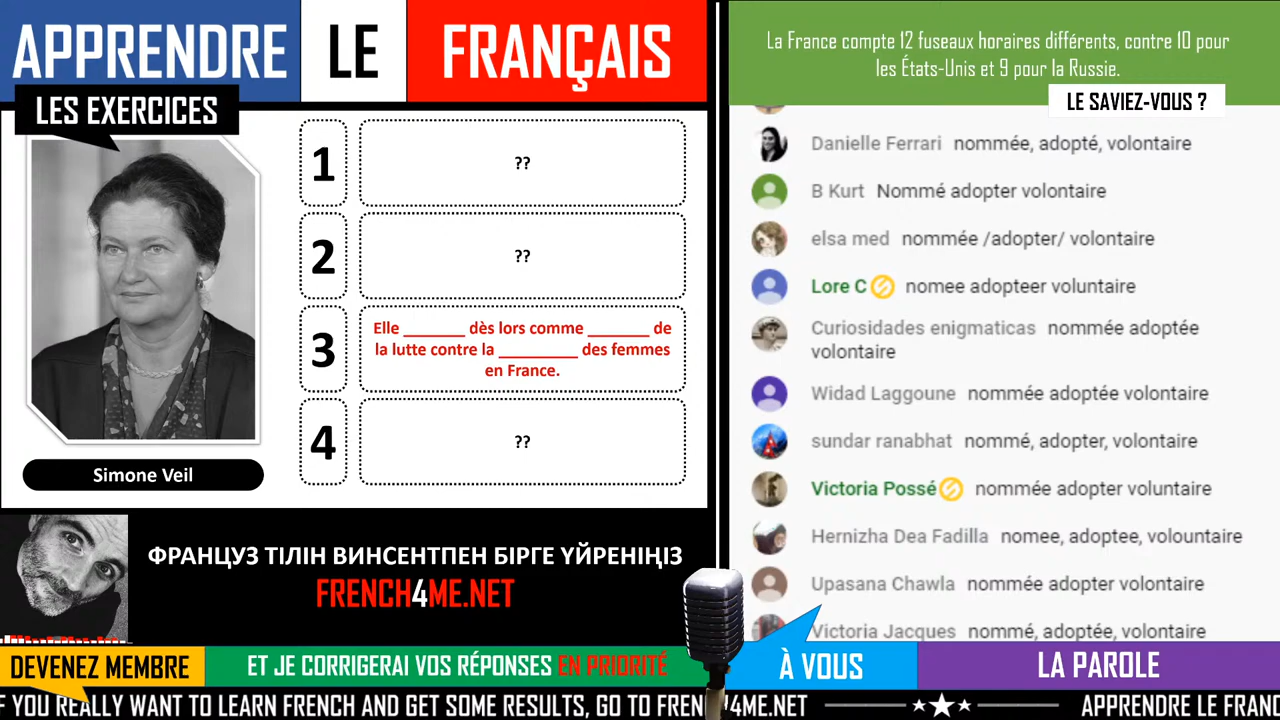 APPRENDRE LE FRANÇAIS
LES EXERCICES
1
??
2
??
3
Elle _______ dès lors comme _______ de
la lutte contre la _________ des femmes
en France.
4
??
Simone Veil
ФРАНЦУЗ ТІЛІН ВИНСЕНТПЕН БІРГЕ ҮЙРЕНІҢІЗ
FRENCH4ME.NET
DEVENEZ MEMBRE
ET JE CORRIGERAI VOS RÉPONSES EN PRIORITÉ
La France compte 12 fuseaux horaires différents, contre 10 pour
les États-Unis et 9 pour la Russie.
LE SAVIEZ-VOUS ?
Danielle Ferrari nommée, adopté, volontaire
B Kurt Nommé adopter volontaire
elsa med nommée /adopter/ volontaire
Lore C nomee adopteer voluntaire
Curiosidades enigmaticas nommée adoptée
volontaire
Widad Laggoune nommée adoptée volontaire
sundar ranabhat nommé, adopter, volontaire
Victoria Possé nommée adopter voluntaire
Hernizha Dea Fadilla nomee, adoptee, volountaire
Upasana Chawla nommée adopter volontaire
Victoria Jacques nommé, adoptée, volontaire
À VOUS
LA PAROLE
IF YOU REALLY WANT TO LEARN FRENCH AND GET SOME RESULTS, GO TO FRENCH4ME.NET
APPRENDRE LE FRANC